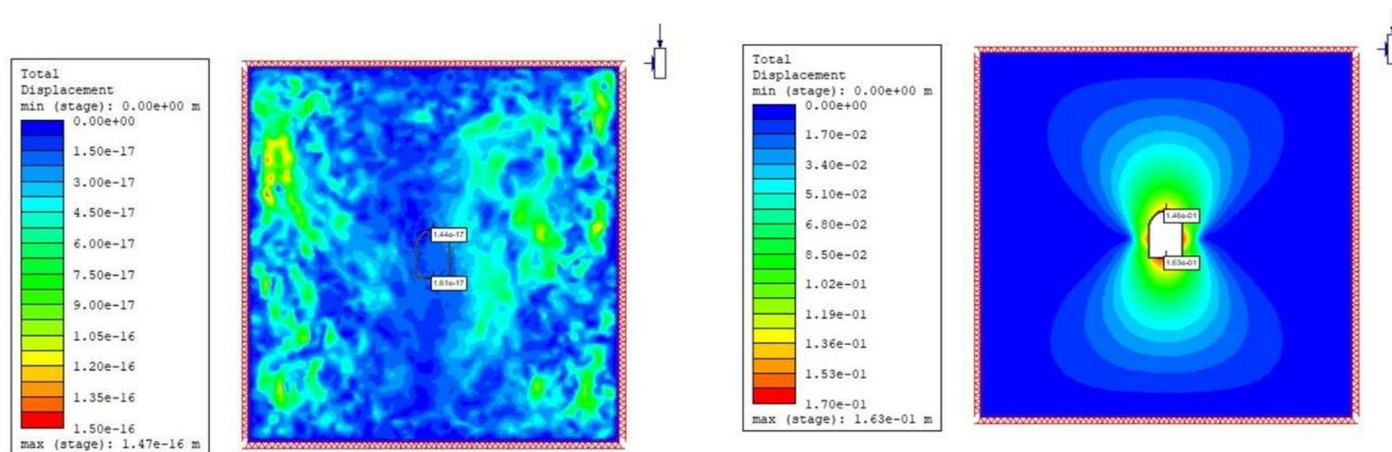 Total
Displacement
min (stage): 0.00e+00 m
0.00e+00
1.50e-17
3.00e-17
4.50e-17
6.00e-17
7.50e-17
9.00e-17
1.05e-16
1.20e-16
1.35e-16
1.50e-16
max (stage): 1.47e-16 m
1.44e-17
1.61e-17
Total
Displacement
min (stage): 0.00e+00 m
0.00e+00
1.70e-02
3.40e-02
5.10e-02
6.80e-02
8.50e-02
1.02e-01
1.19e-01
1.36e-01
1.53e-01
1.70e-01
max (stage): 1.63e-01 m
1.46e-01
1.63e-01